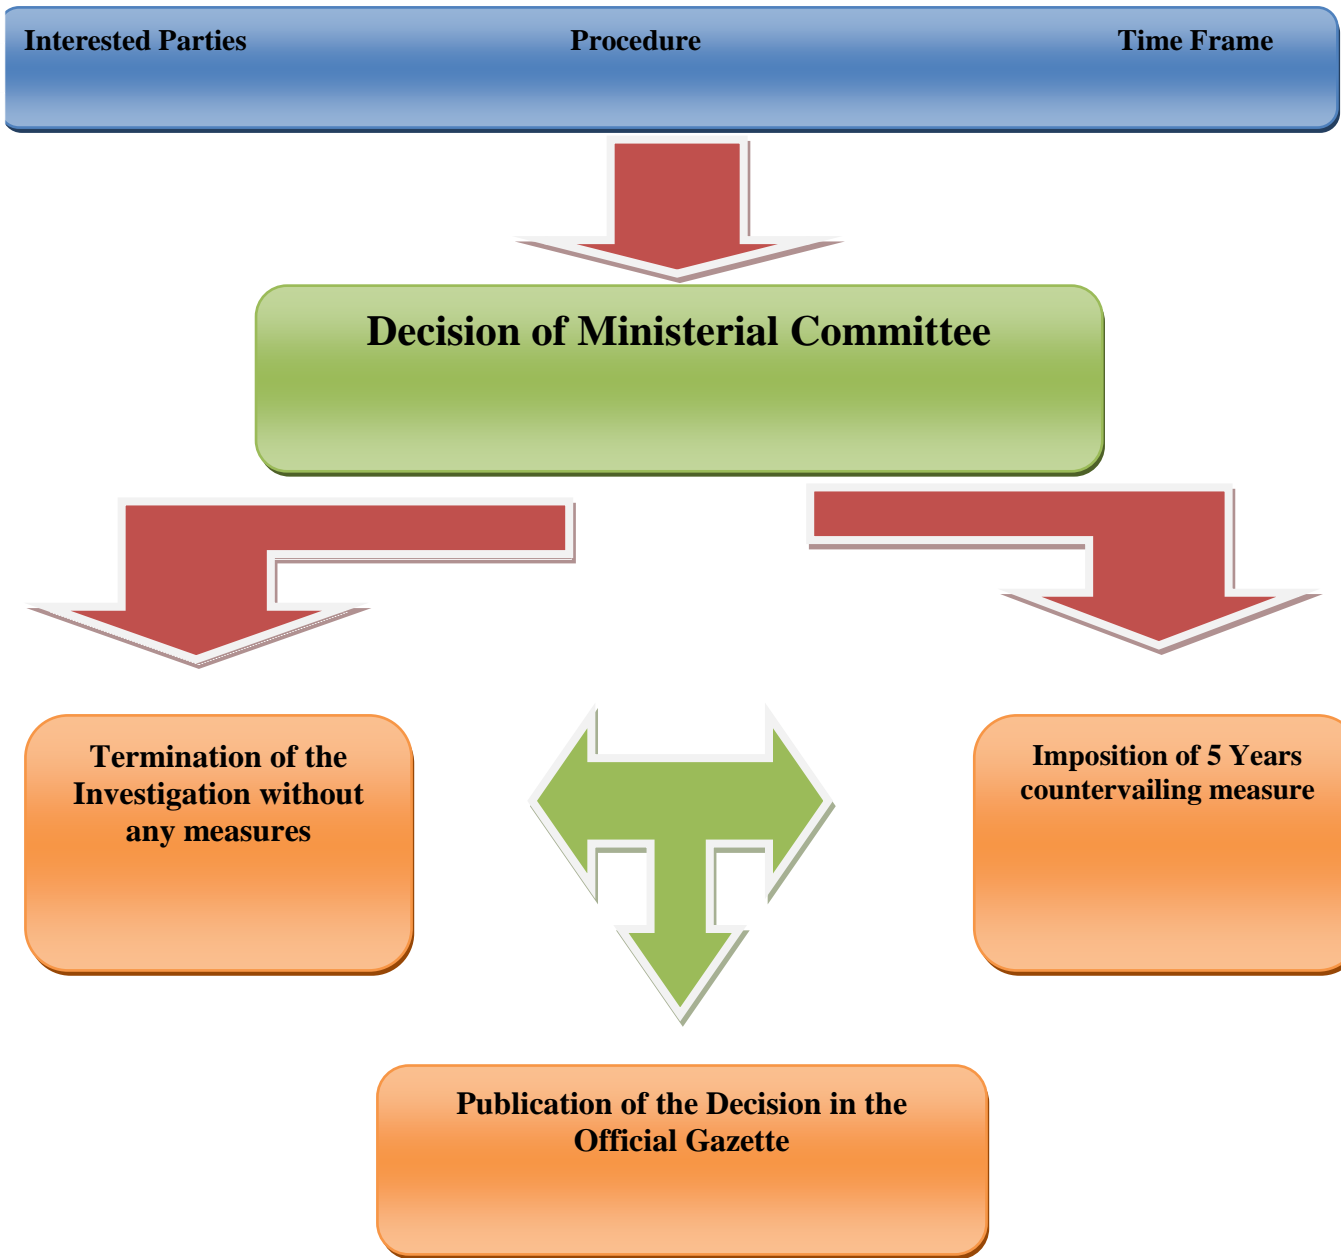 Interested Parties Procedure Time Frame
Decision of Ministerial Committee
Termination of the
Investigation without
any measures
Imposition of 5 Years
countervailing measure
Publication of the Decision in the
Official Gazette